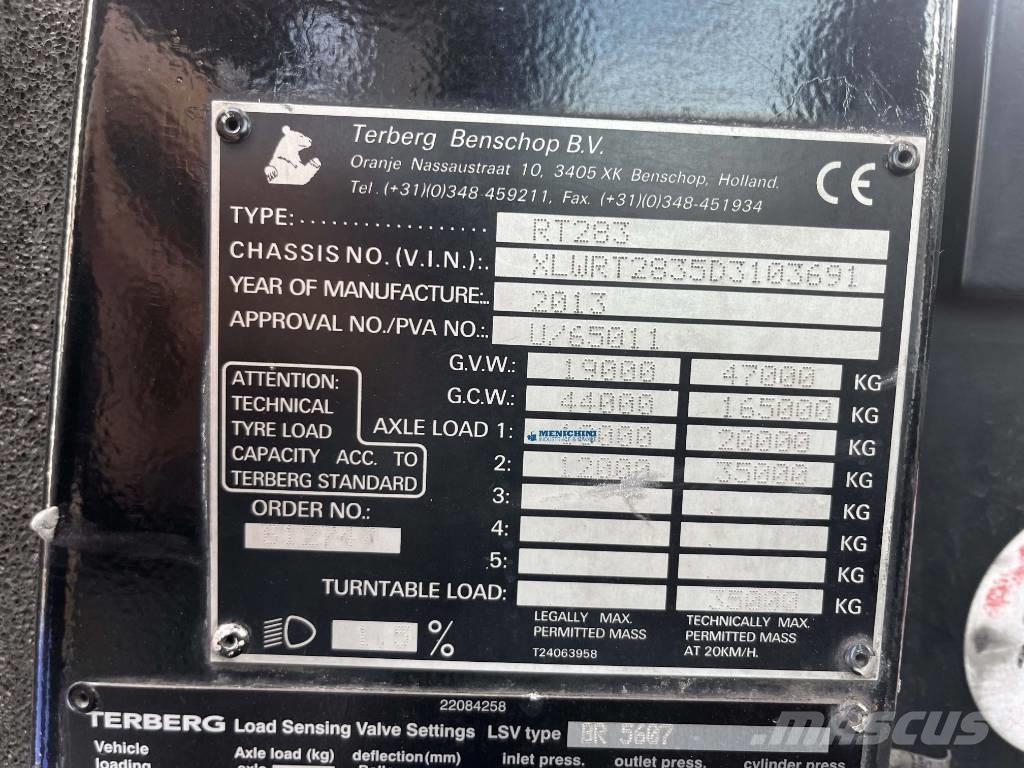 Terberg Benschop B.V.
Oranje Nassaustraat 10, 3405 XK Benschop, Holland.
Tel. (+31)(0)348-459211, Fax. (+31)(0)348-451934
CE
TYPE:................ RT283
CHASSIS NO. (V.I.N.):. XLWRT2835D3103691
YEAR OF MANUFACTURE:.. 2013
APPROVAL NO./PVA NO.:. U/65011
G.V.W.: 19000 47000 KG
G.C.W.: 44000 165000 KG
AXLE LOAD 1: 20000 KG
2: 12000 35000 KG
3: KG
4: KG
5: KG
TURNTABLE LOAD: 35000 KG
ATTENTION:
TECHNICAL
TYRE LOAD
CAPACITY ACC. TO
TERBERG STANDARD
ORDER NO.:
%
LEGALLY MAX.
PERMITTED MASS
T24063958
TECHNICALLY MAX.
PERMITTED MASS
AT 20KM/H.
MENICHINI
22084258
TERBERG Load Sensing Valve Settings LSV type BR 5607
Vehicle Axle load (kg) deflection(mm) inlet press. outlet press. cylinder press.
loading
MASCUS